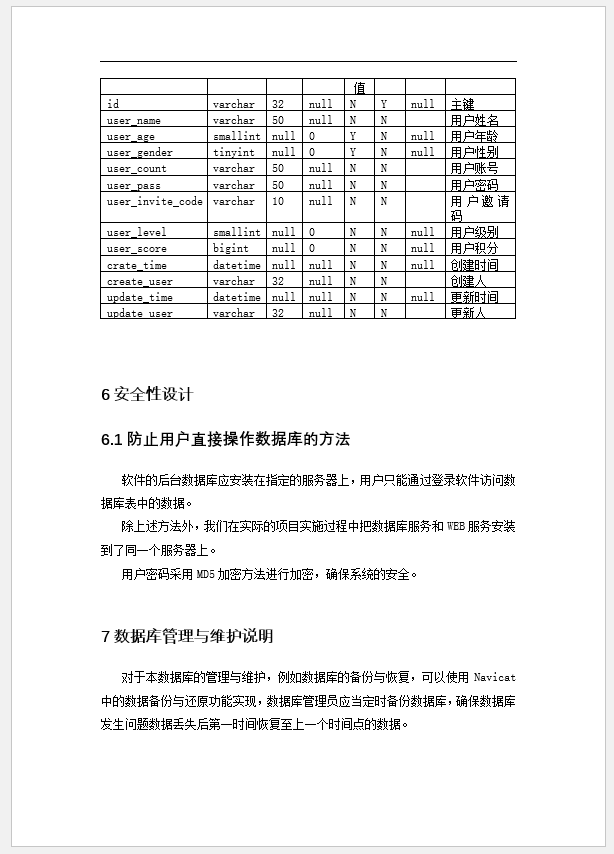 值
id varchar 32 null N Y null 主键
user_name varchar 50 null N N 用户姓名
user_age smallint null 0 Y N null 用户年龄
user_gender tinyint null 0 Y N null 用户性别
user_count varchar 50 null N N 用户账号
user_pass varchar 50 null N N 用户密码
user_invite_code varchar 10 null N N 用户邀请
码
user_level smallint null 0 N N null 用户级别
user_score bigint null 0 N N null 用户积分
crate_time datetime null null N N null 创建时间
create_user varchar 32 null N N 创建人
update_time datetime null null N N null 更新时间
update_user varchar 32 null N N 更新人
6 安全性设计
6.1 防止用户直接操作数据库的方法
软件的后台数据库应安装在指定的服务器上，用户只能通过登录软件访问数
据库表中的数据。
除上述方法外，我们在实际的项目实施过程中把数据库服务和 WEB 服务安装
到了同一个服务器上。
用户密码采用 MD5 加密方法进行加密，确保系统的安全。
7 数据库管理与维护说明
对于本数据库的管理与维护，例如数据库的备份与恢复，可以使用 Navicat
中的数据备份与还原功能实现，数据库管理员应当定时备份数据库，确保数据库
发生问题数据丢失后第一时间恢复至上一个时间点的数据。